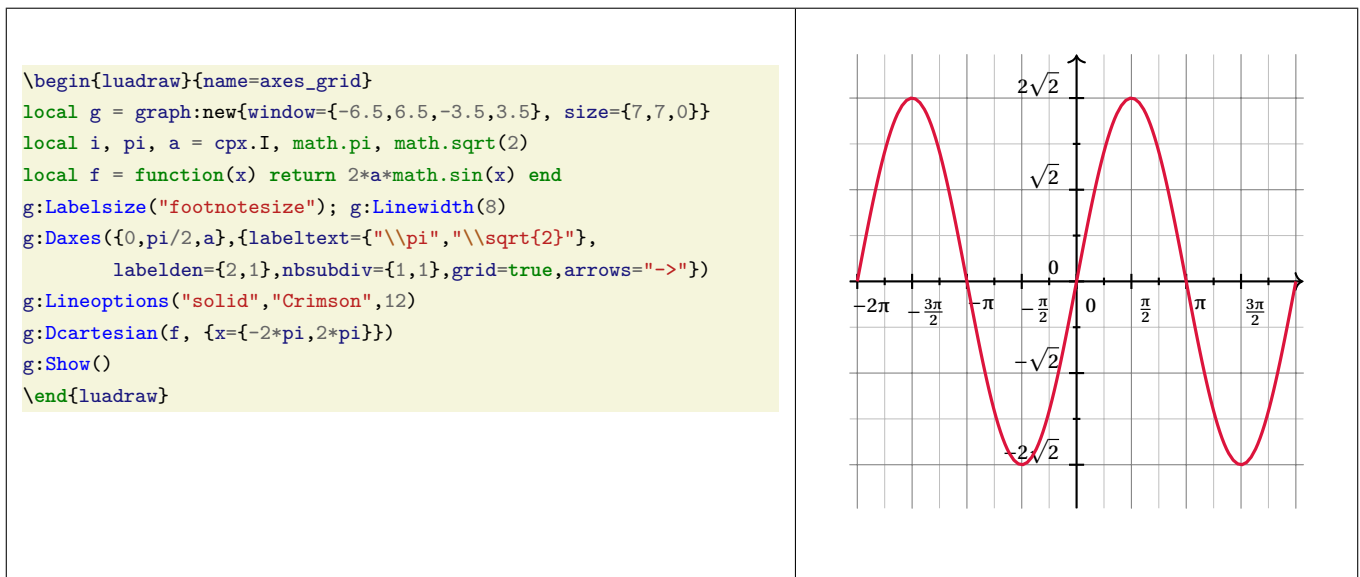 \begin{luadraw}{name=axes_grid}
local g = graph:new{window={-6.5,6.5,-3.5,3.5}, size={7,7,0}}
local i, pi, a = cpx.I, math.pi, math.sqrt(2)
local f = function(x) return 2*a*math.sin(x) end
g:Labelsize("footnotesize"); g:Linewidth(8)
g:Daxes({0,pi/2,a},{labeltext={"\\pi","\\sqrt{2}"},
labelden={2,1},nbsubdiv={1,1},grid=true,arrows="->"})
g:Lineoptions("solid","Crimson",12)
g:Dcartesian(f, {x={-2*pi,2*pi}})
g:Show()
\end{luadraw}
2√2
√2
0
−2π −3π/2 −π −π/2 0 π/2 π 3π/2
−√2
−2√2